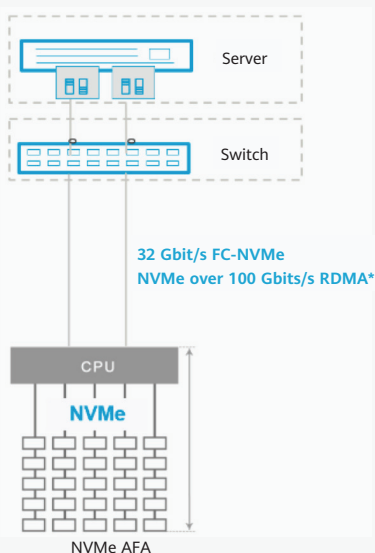 Server
Switch
32 Gbit/s FC-NVMe
NVMe over 100 Gbits/s RDMA*
CPU
NVMe
NVMe AFA